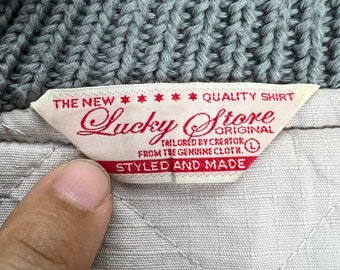 THE NEW ★★★★★ QUALITY SHIRT
Lucky Store
ORIGINAL
TAILORED BY CREATOR
FROM THE GENUINE CLOTH. L
STYLED AND MADE